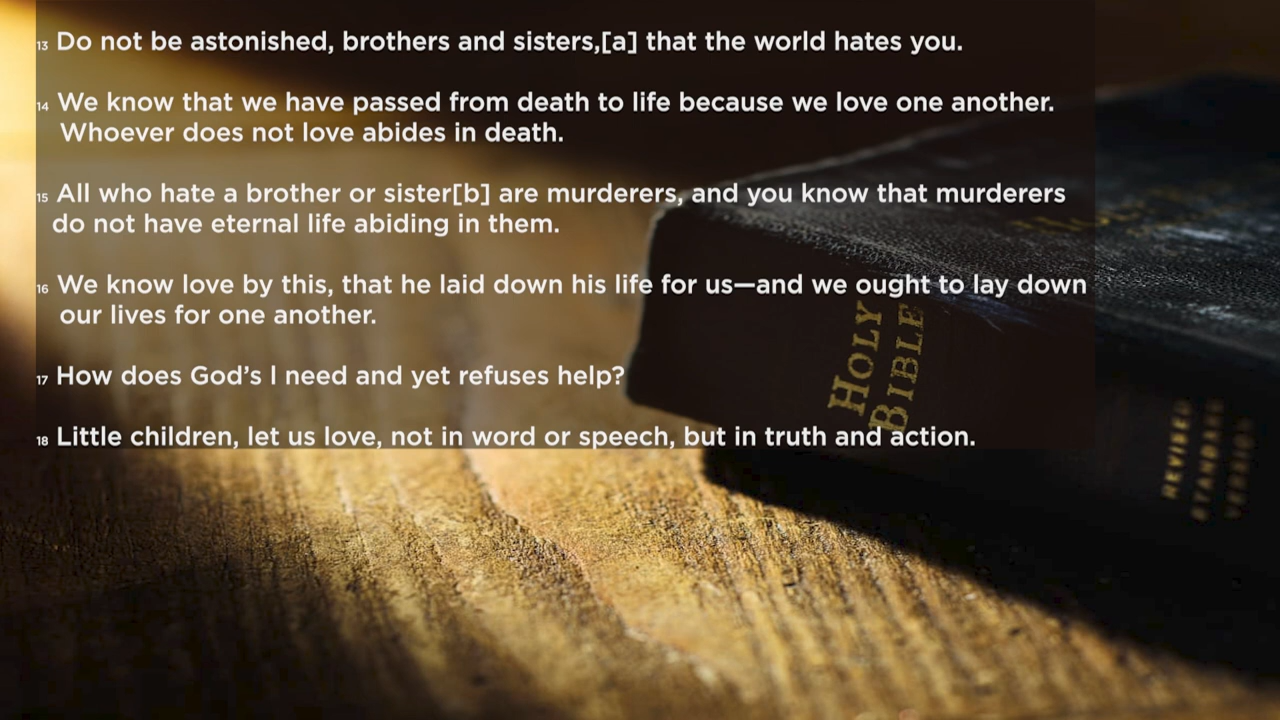 13 Do not be astonished, brothers and sisters,[a] that the world hates you.
14 We know that we have passed from death to life because we love one another.
Whoever does not love abides in death.
15 All who hate a brother or sister[b] are murderers, and you know that murderers
do not have eternal life abiding in them.
16 We know love by this, that he laid down his life for us—and we ought to lay down
our lives for one another.
17 How does God’s l need and yet refuses help?
18 Little children, let us love, not in word or speech, but in truth and action.
HOLY
BIBLE
REVISED
STANDARD
VERSION